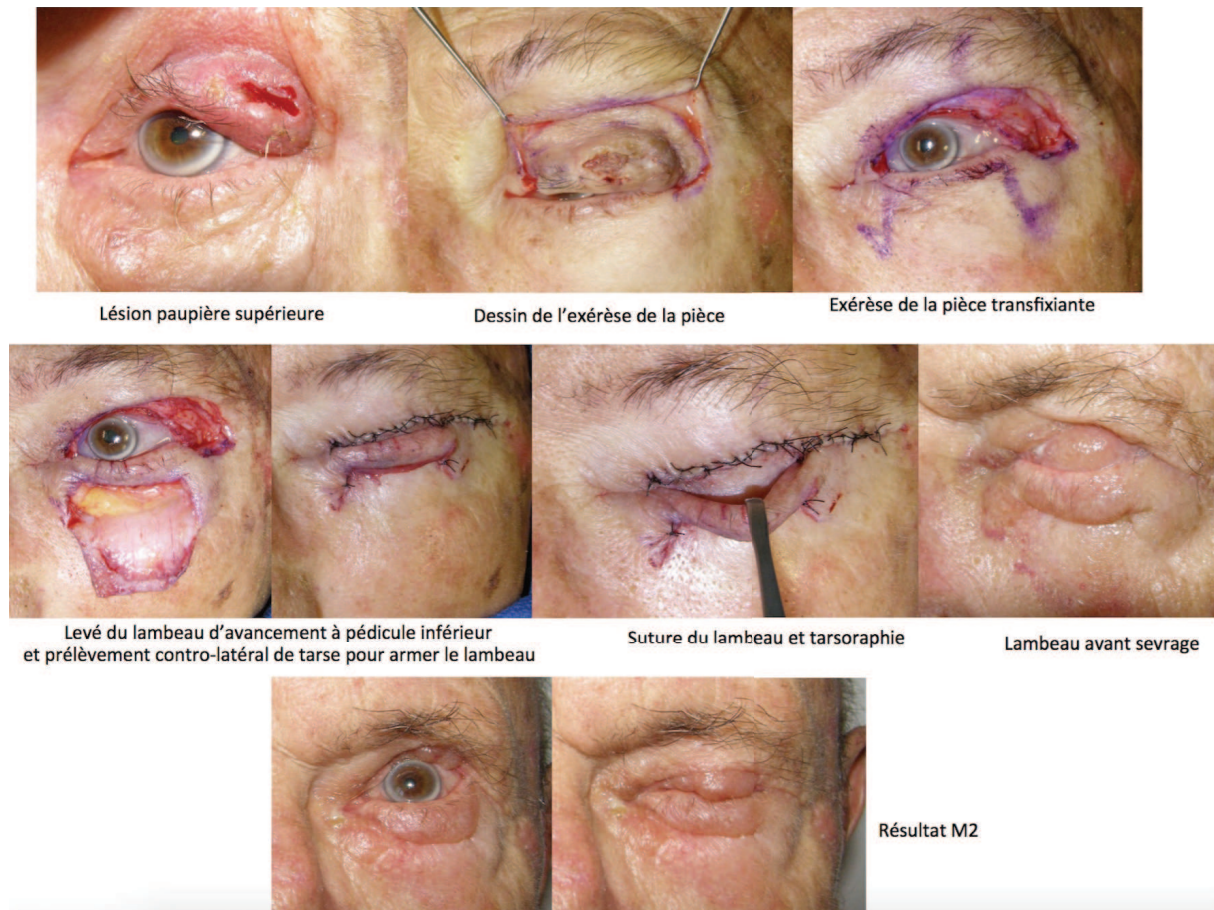 Lésion paupière supérieure
Dessin de l'exérèse de la pièce
Exérèse de la pièce transfixiante
Levé du lambeau d'avancement à pédicule inférieur
et prélèvement contro-latéral de tarse pour armer le lambeau
Suture du lambeau et tarsoraphie
Lambeau avant sevrage
Résultat M2